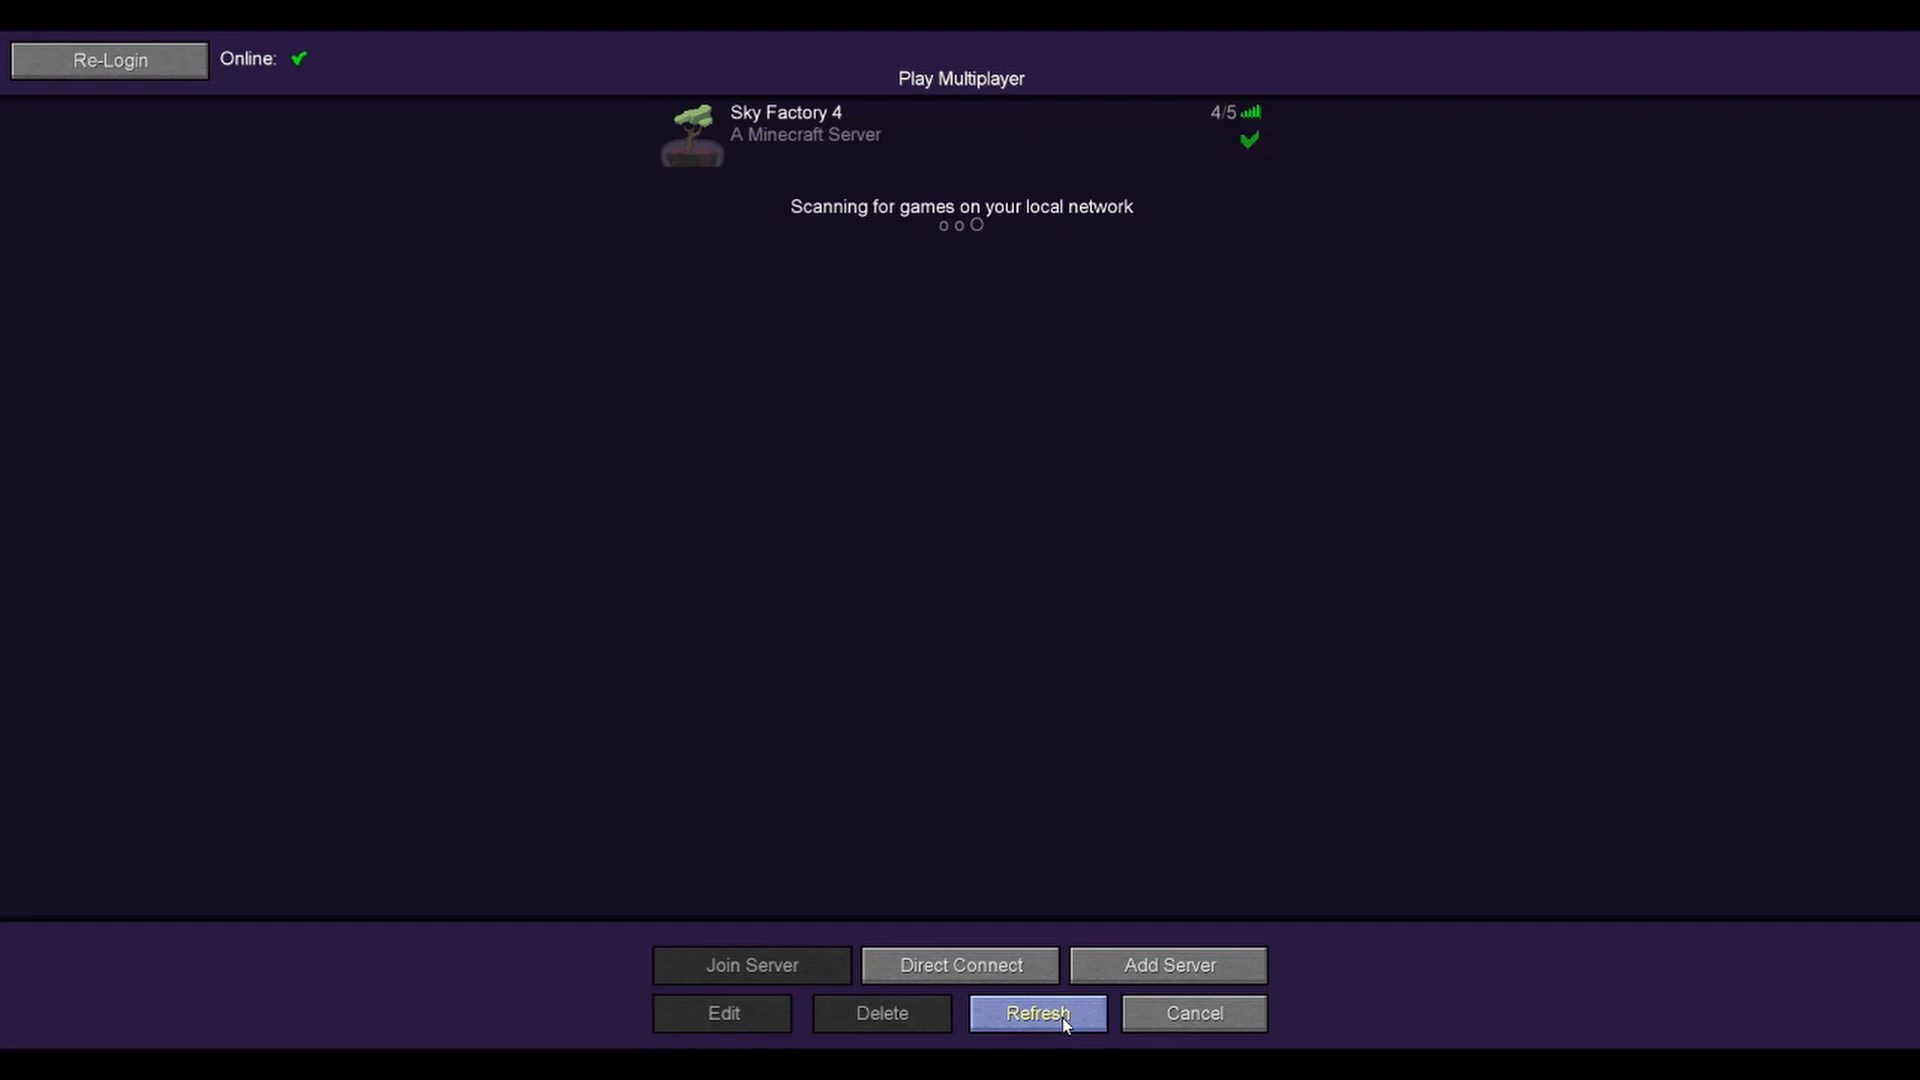 Re-Login
Online:
Play Multiplayer
Sky Factory 4
4/5
A Minecraft Server
Scanning for games on your local network
o o O
Join Server
Direct Connect
Add Server
Edit
Delete
Refresh
Cancel